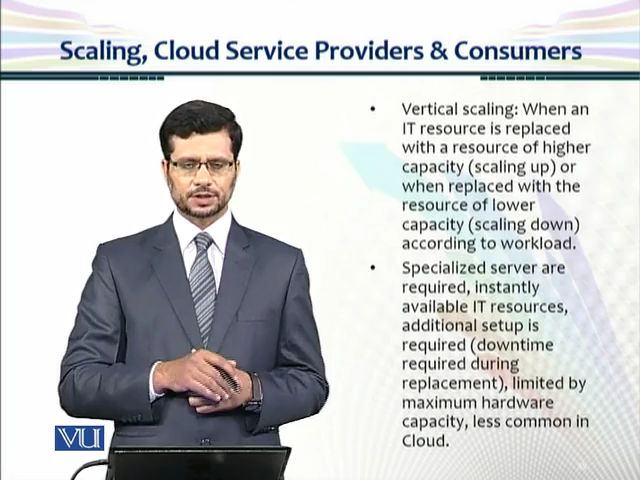 Scaling, Cloud Service Providers & Consumers
• Vertical scaling: When an
IT resource is replaced
with a resource of higher
capacity (scaling up) or
when replaced with the
resource of lower
capacity (scaling down)
according to workload.
• Specialized server are
required, instantly
available IT resources,
additional setup is
required (downtime
required during
replacement), limited by
maximum hardware
capacity, less common in
Cloud.
VU